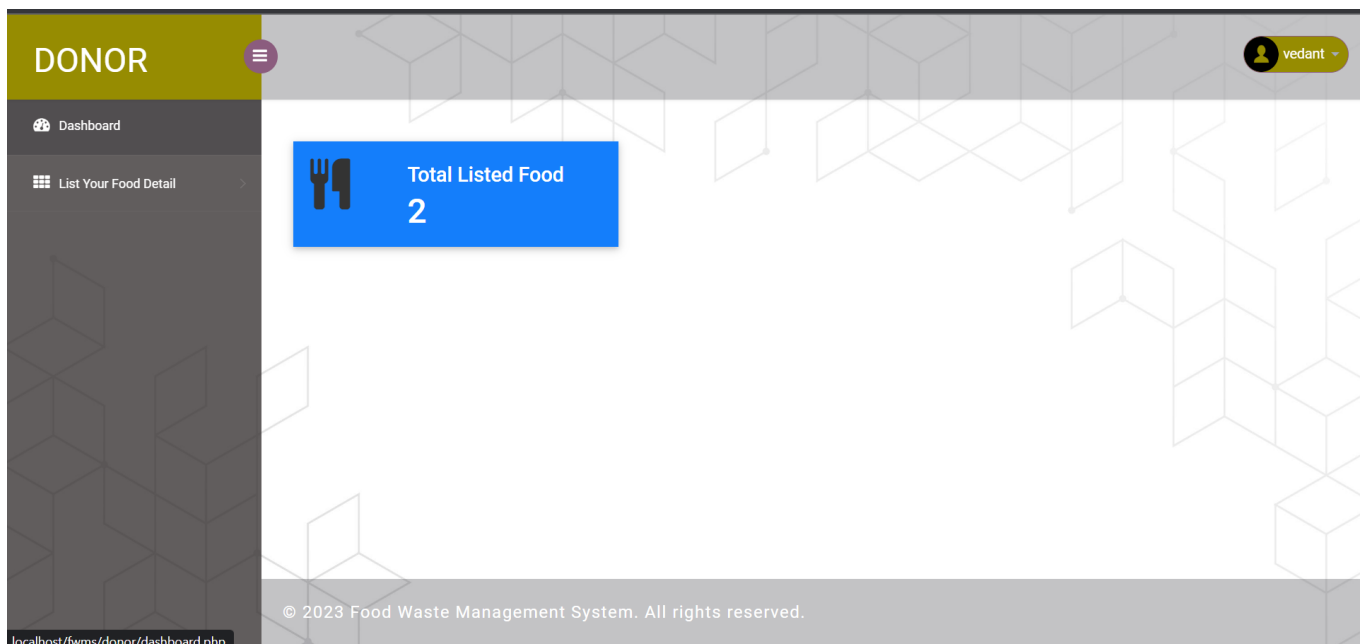 DONOR
vedant
Dashboard
List Your Food Detail
Total Listed Food
2
© 2023 Food Waste Management System. All rights reserved.
localhost/fwms/donor/dashboard.php